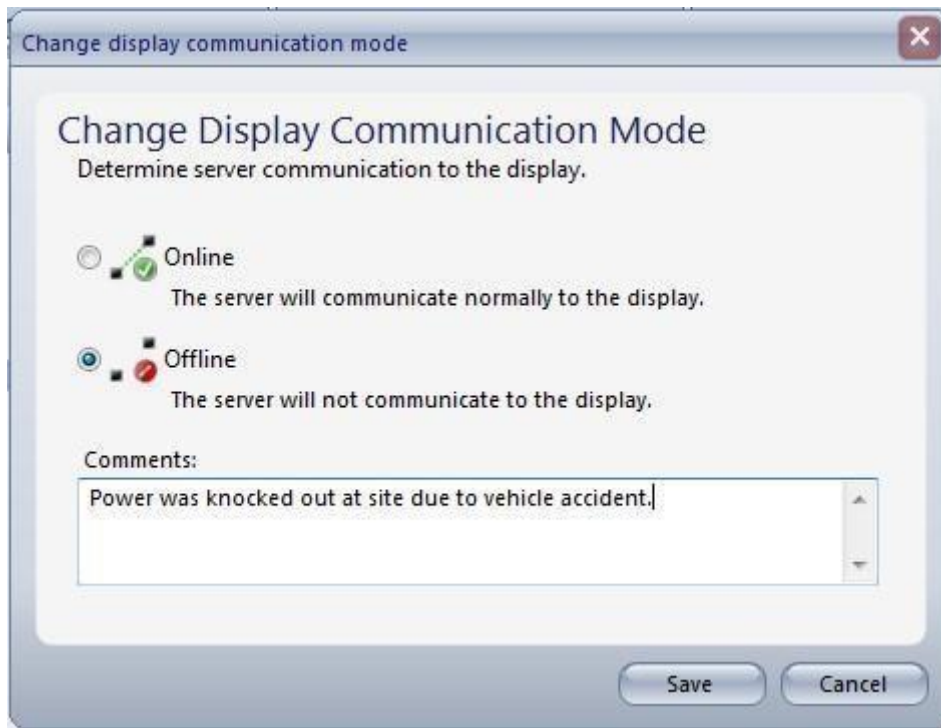 Change display communication mode
Change Display Communication Mode
Determine server communication to the display.
Online
The server will communicate normally to the display.
Offline
The server will not communicate to the display.
Comments:
Power was knocked out at site due to vehicle accident.
Save Cancel